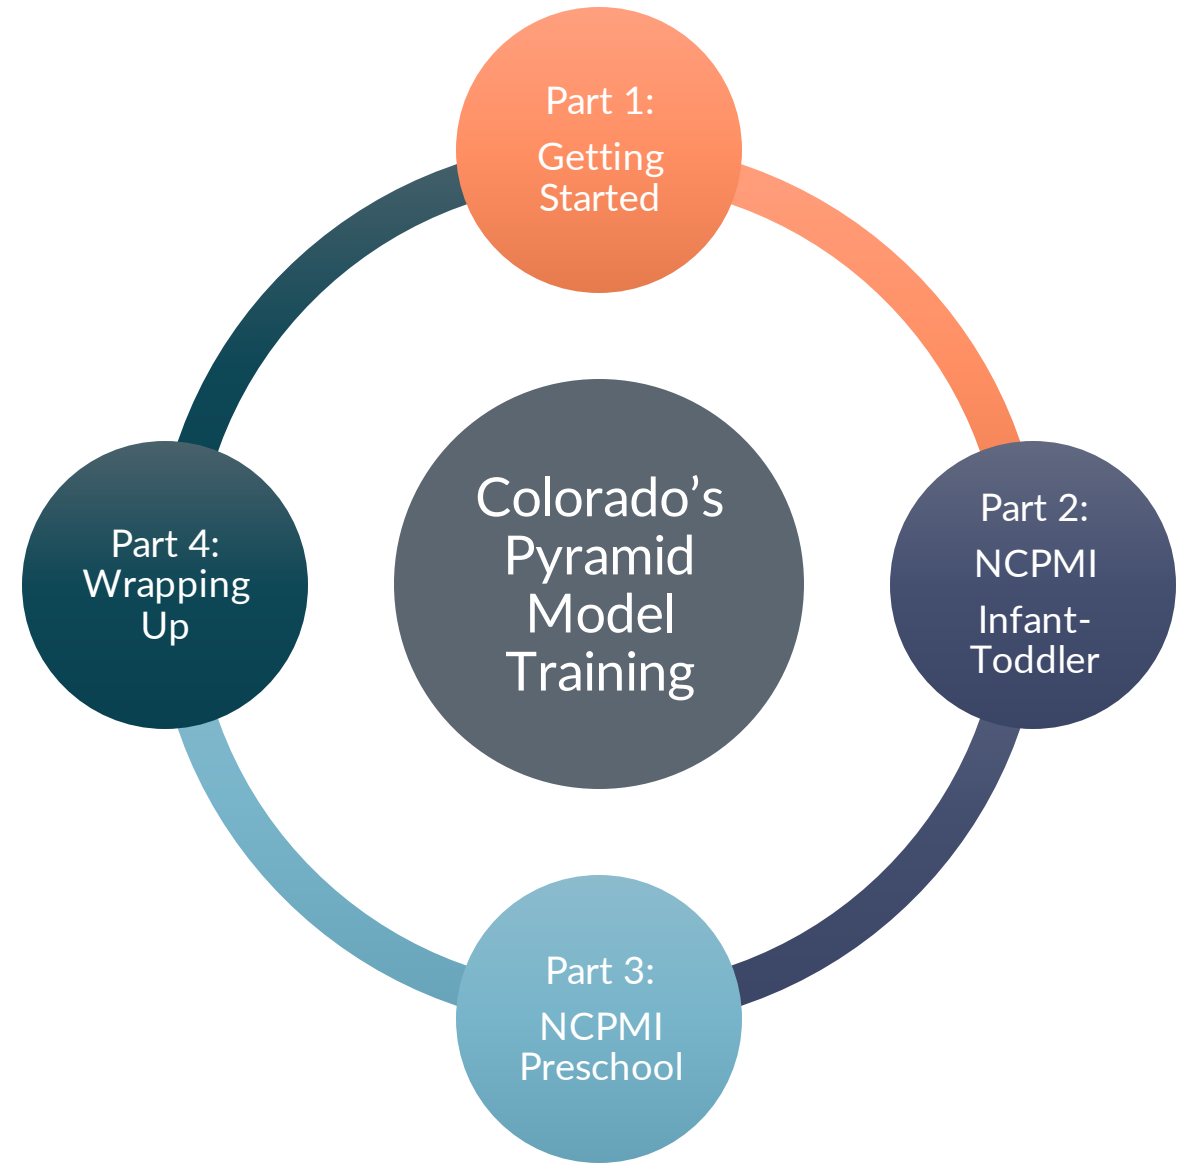 Part 1:
Getting
Started
Colorado’s
Pyramid
Model
Training
Part 2:
NCPMI
Infant-
Toddler
Part 3:
NCPMI
Preschool
Part 4:
Wrapping
Up